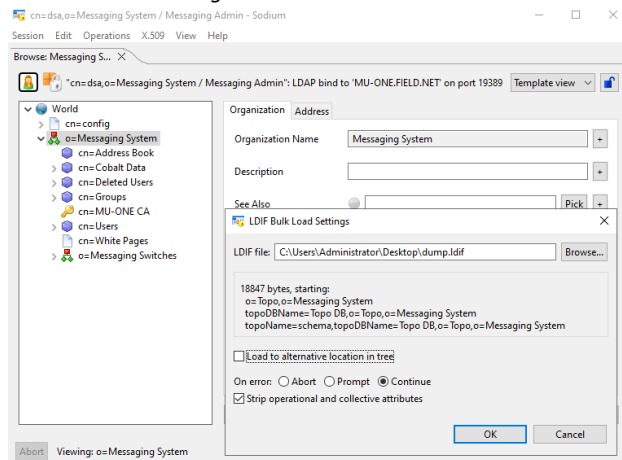 cn=dsa,o=Messaging System / Messaging Admin - Sodium
Session Edit Operations X.509 View Help
Browse: Messaging S...
"cn=dsa,o=Messaging System / Messaging Admin": LDAP bind to 'MU-ONE.FIELD.NET' on port 19389 Template view
World
cn=config
o=Messaging System
cn=Address Book
cn=Cobalt Data
cn=Deleted Users
cn=Groups
cn=MU-ONE CA
cn=Users
cn=White Pages
o=Messaging Switches
Organization Address
Organization Name Messaging System +
Description +
See Also Pick +
LDIF Bulk Load Settings
LDIF file: C:\Users\Administrator\Desktop\dump.ldif Browse...
18847 bytes, starting:
o=Topo,o=Messaging System
topoDBName=Topo DB,o=Topo,o=Messaging System
topoName=schema,topoDBName=Topo DB,o=Topo,o=Messaging System
Load to alternative location in tree
On error: Abort Prompt Continue
Strip operational and collective attributes
OK Cancel
Abort Viewing: o=Messaging System